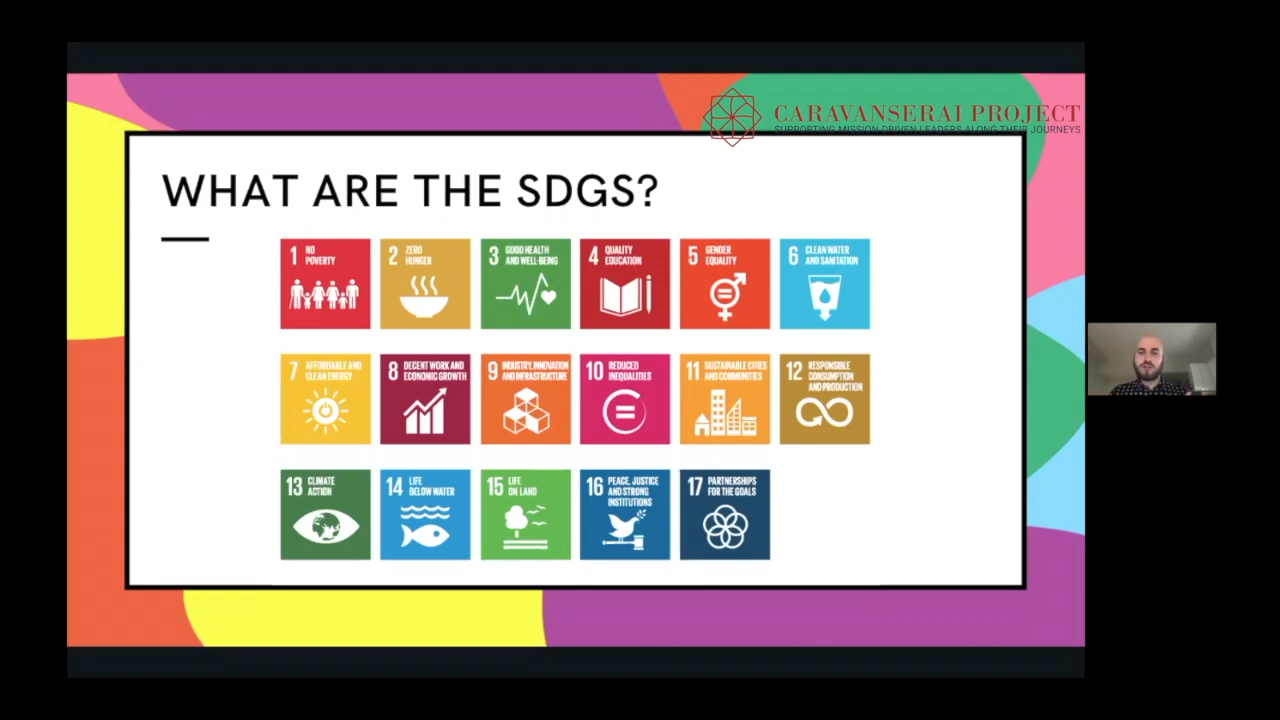 CARAVANSERAI PROJECT
SUPPORTING MISSION-DRIVEN LEADERS ALONG THEIR JOURNEYS
WHAT ARE THE SDGS?
1 NO
POVERTY
2 ZERO
HUNGER
3 GOOD HEALTH
AND WELL-BEING
4 QUALITY
EDUCATION
5 GENDER
EQUALITY
6 CLEAN WATER
AND SANITATION
7 AFFORDABLE AND
CLEAN ENERGY
8 DECENT WORK AND
ECONOMIC GROWTH
9 INDUSTRY, INNOVATION
AND INFRASTRUCTURE
10 REDUCED
INEQUALITIES
11 SUSTAINABLE CITIES
AND COMMUNITIES
12 RESPONSIBLE
CONSUMPTION
AND PRODUCTION
13 CLIMATE
ACTION
14 LIFE
BELOW WATER
15 LIFE
ON LAND
16 PEACE, JUSTICE
AND STRONG
INSTITUTIONS
17 PARTNERSHIPS
FOR THE GOALS